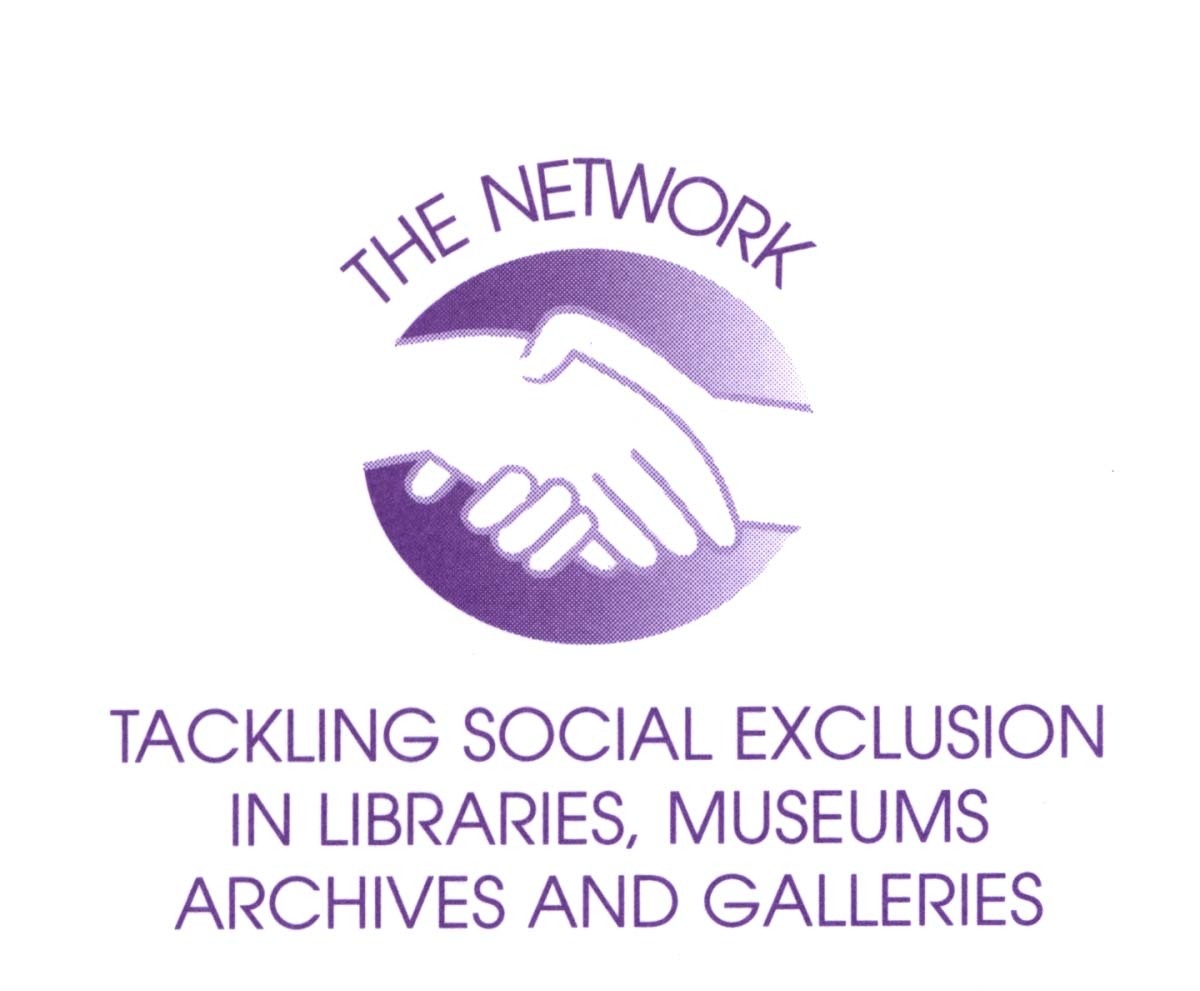 THE NETWORK
TACKLING SOCIAL EXCLUSION
IN LIBRARIES, MUSEUMS
ARCHIVES AND GALLERIES